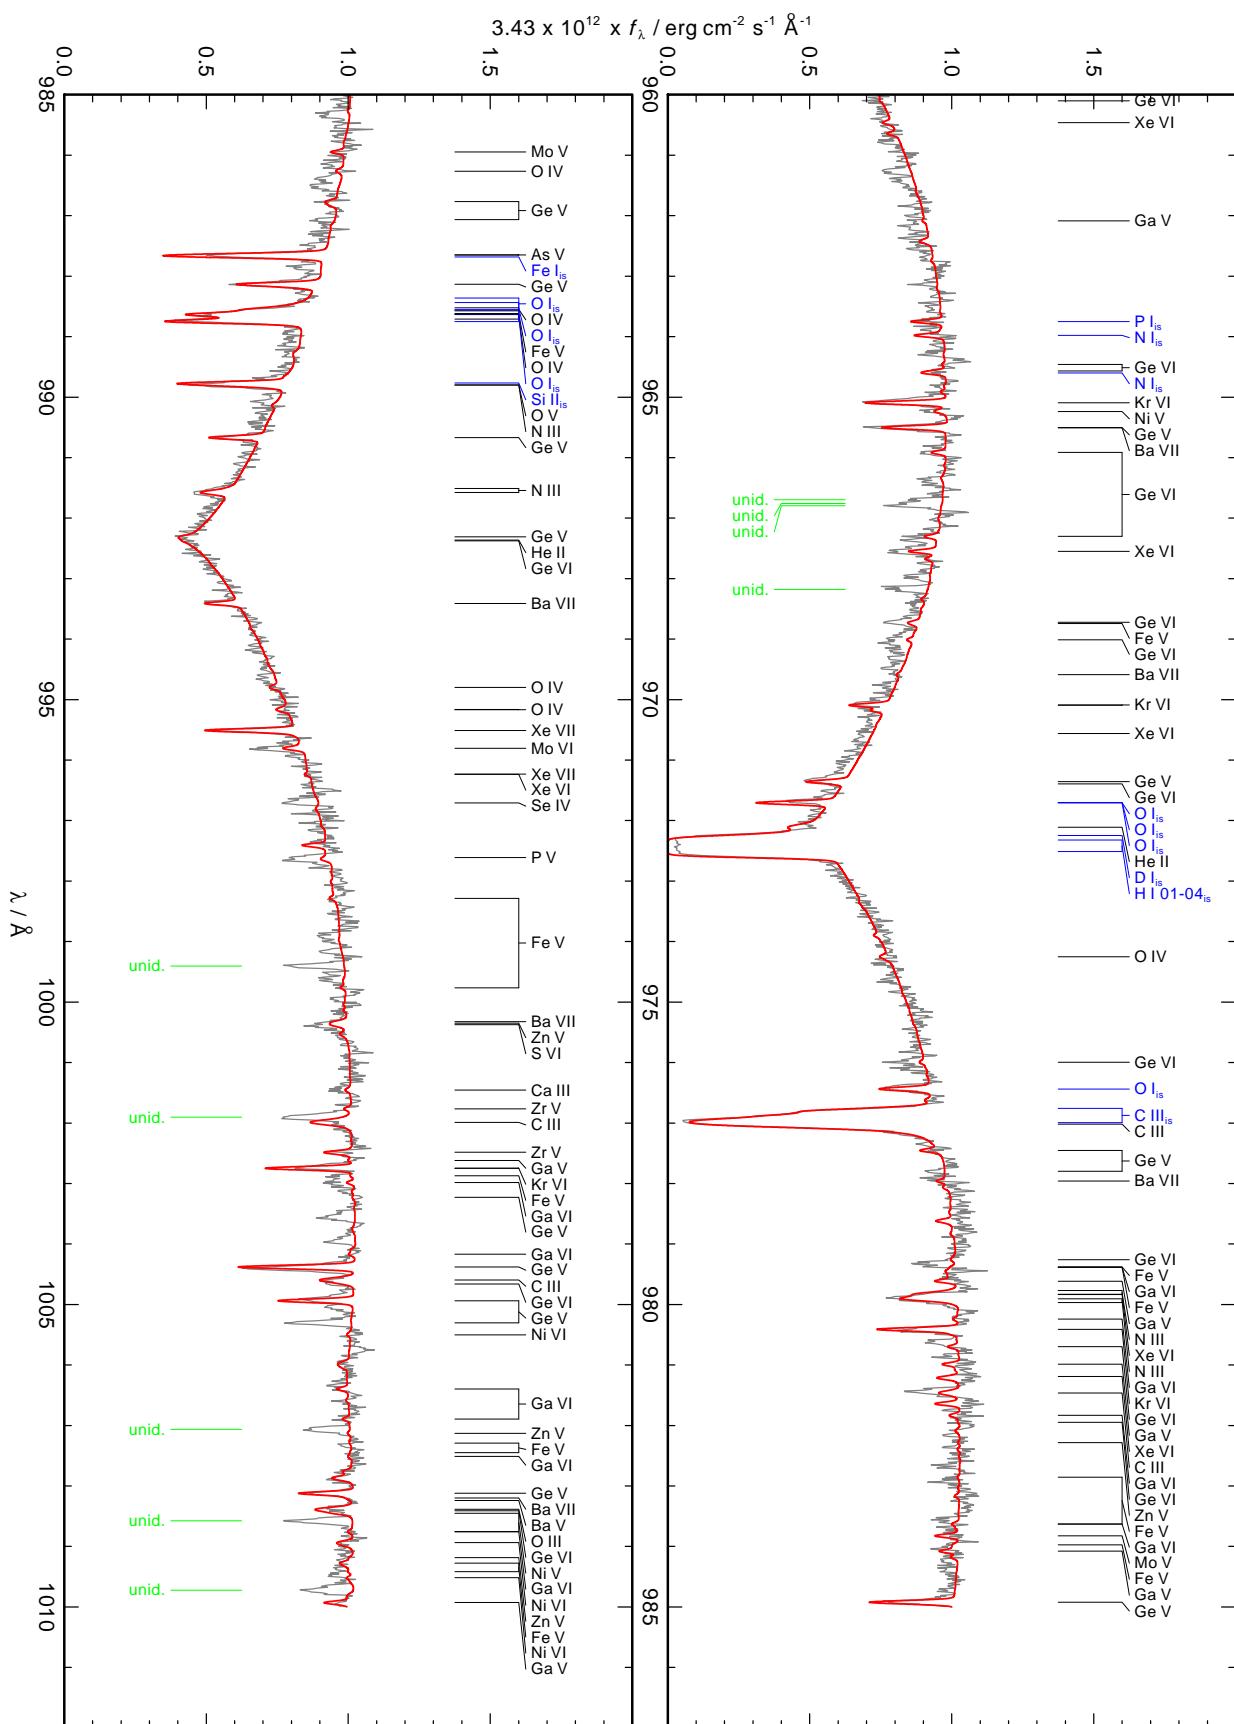 3.43 x 10¹² x fλ / erg cm⁻² s⁻¹ Å⁻¹
0.0
0.5
1.0
1.5
0.0
0.5
1.0
1.5
960
965
970
975
980
985
Ge VI
Xe VI
Ga V
P I is
N I is
Ge VI
N I is
Kr VI
Ni V
Ge V
Ba VII
Ge VI
unid.
unid.
unid.
Xe VI
unid.
Ge VI
Fe V
Ge VI
Ba VII
Kr VI
Xe VI
Ge V
Ge VI
O I is
O I is
O I is
He II
D I is
H I 01-04 is
O IV
Ge VI
O I is
C III is
C III
Ge V
Ba VII
Ge VI
Fe V
Ga VI
Fe V
Ga V
N III
Xe VI
N III
Ga VI
Kr VI
Ge VI
Ga V
Xe VI
C III
Ga VI
Ge VI
Zn V
Fe V
Ga VI
Mo V
Fe V
Ga V
Ge V
985
990
995
1000
1005
1010
Mo V
O IV
Ge V
As V
Fe I is
Ge V
O I is
O IV
O I is
Fe V
O IV
O I is
Si II is
O V
N III
Ge V
N III
Ge V
He II
Ge VI
Ba VII
O IV
O IV
Xe VII
Mo VI
Xe VII
Xe VI
Se IV
P V
Fe V
unid.
Ba VII
Zn V
S VI
Ca III
Zr V
unid.
C III
Zr V
Ga V
Kr VI
Fe V
Ga VI
Ge V
Ga VI
Ge V
C III
Ge VI
Ge V
Ni VI
Ga VI
unid.
Zn V
Fe V
Ga VI
Ge V
Ba VII
unid.
Ba V
O III
Ge VI
Ni V
Ga VI
unid.
Ni VI
Zn V
Fe V
Ni VI
Ga V
λ / Å